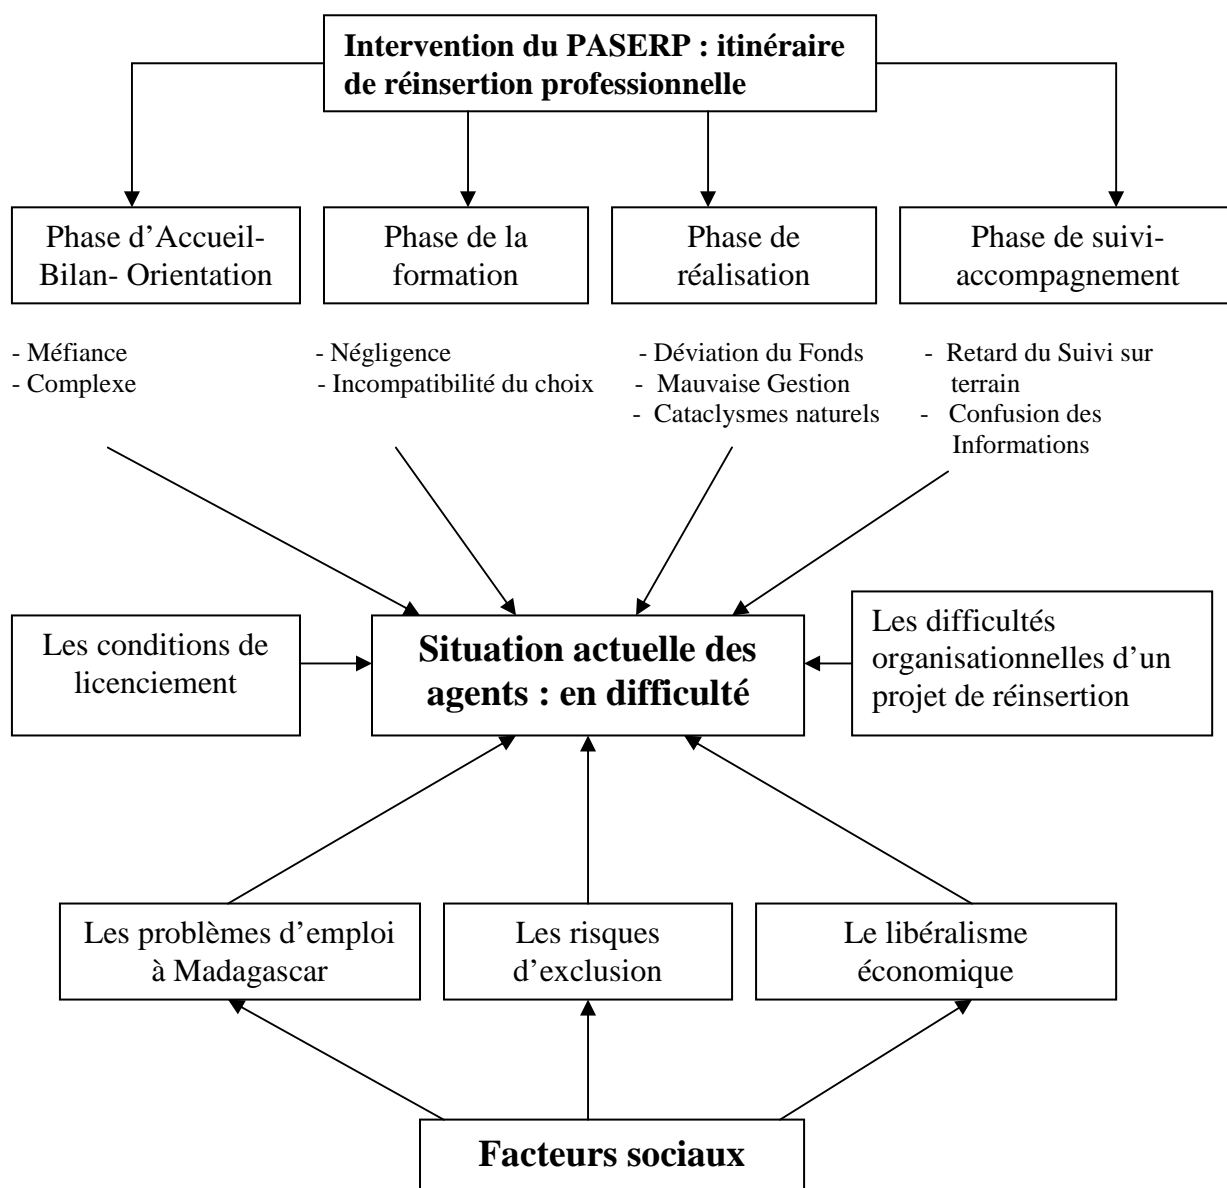 Intervention du PASERP : itinéraire
de réinsertion professionnelle
Phase d’Accueil-
Bilan- Orientation
Phase de la
formation
Phase de
réalisation
Phase de suivi-
accompagnement
- Méfiance
- Complexe
- Négligence
- Incompatibilité du choix
- Déviation du Fonds
- Mauvaise Gestion
- Cataclysmes naturels
- Retard du Suivi sur
terrain
- Confusion des
Informations
Les conditions de
licenciement
Situation actuelle des
agents : en difficulté
Les difficultés
organisationnelles d’un
projet de réinsertion
Les problèmes d’emploi
à Madagascar
Les risques
d’exclusion
Le libéralisme
économique
Facteurs sociaux